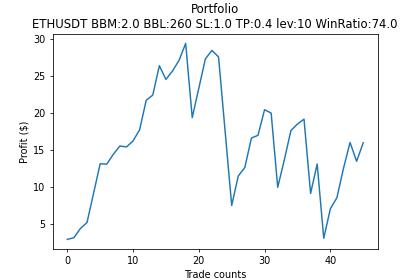 Portfolio
ETHUSDT BBM:2.0 BBL:260 SL:1.0 TP:0.4 lev:10 WinRatio:74.0
30
25
20
15
10
5
Profit ($)
0
10
20
30
40
Trade counts